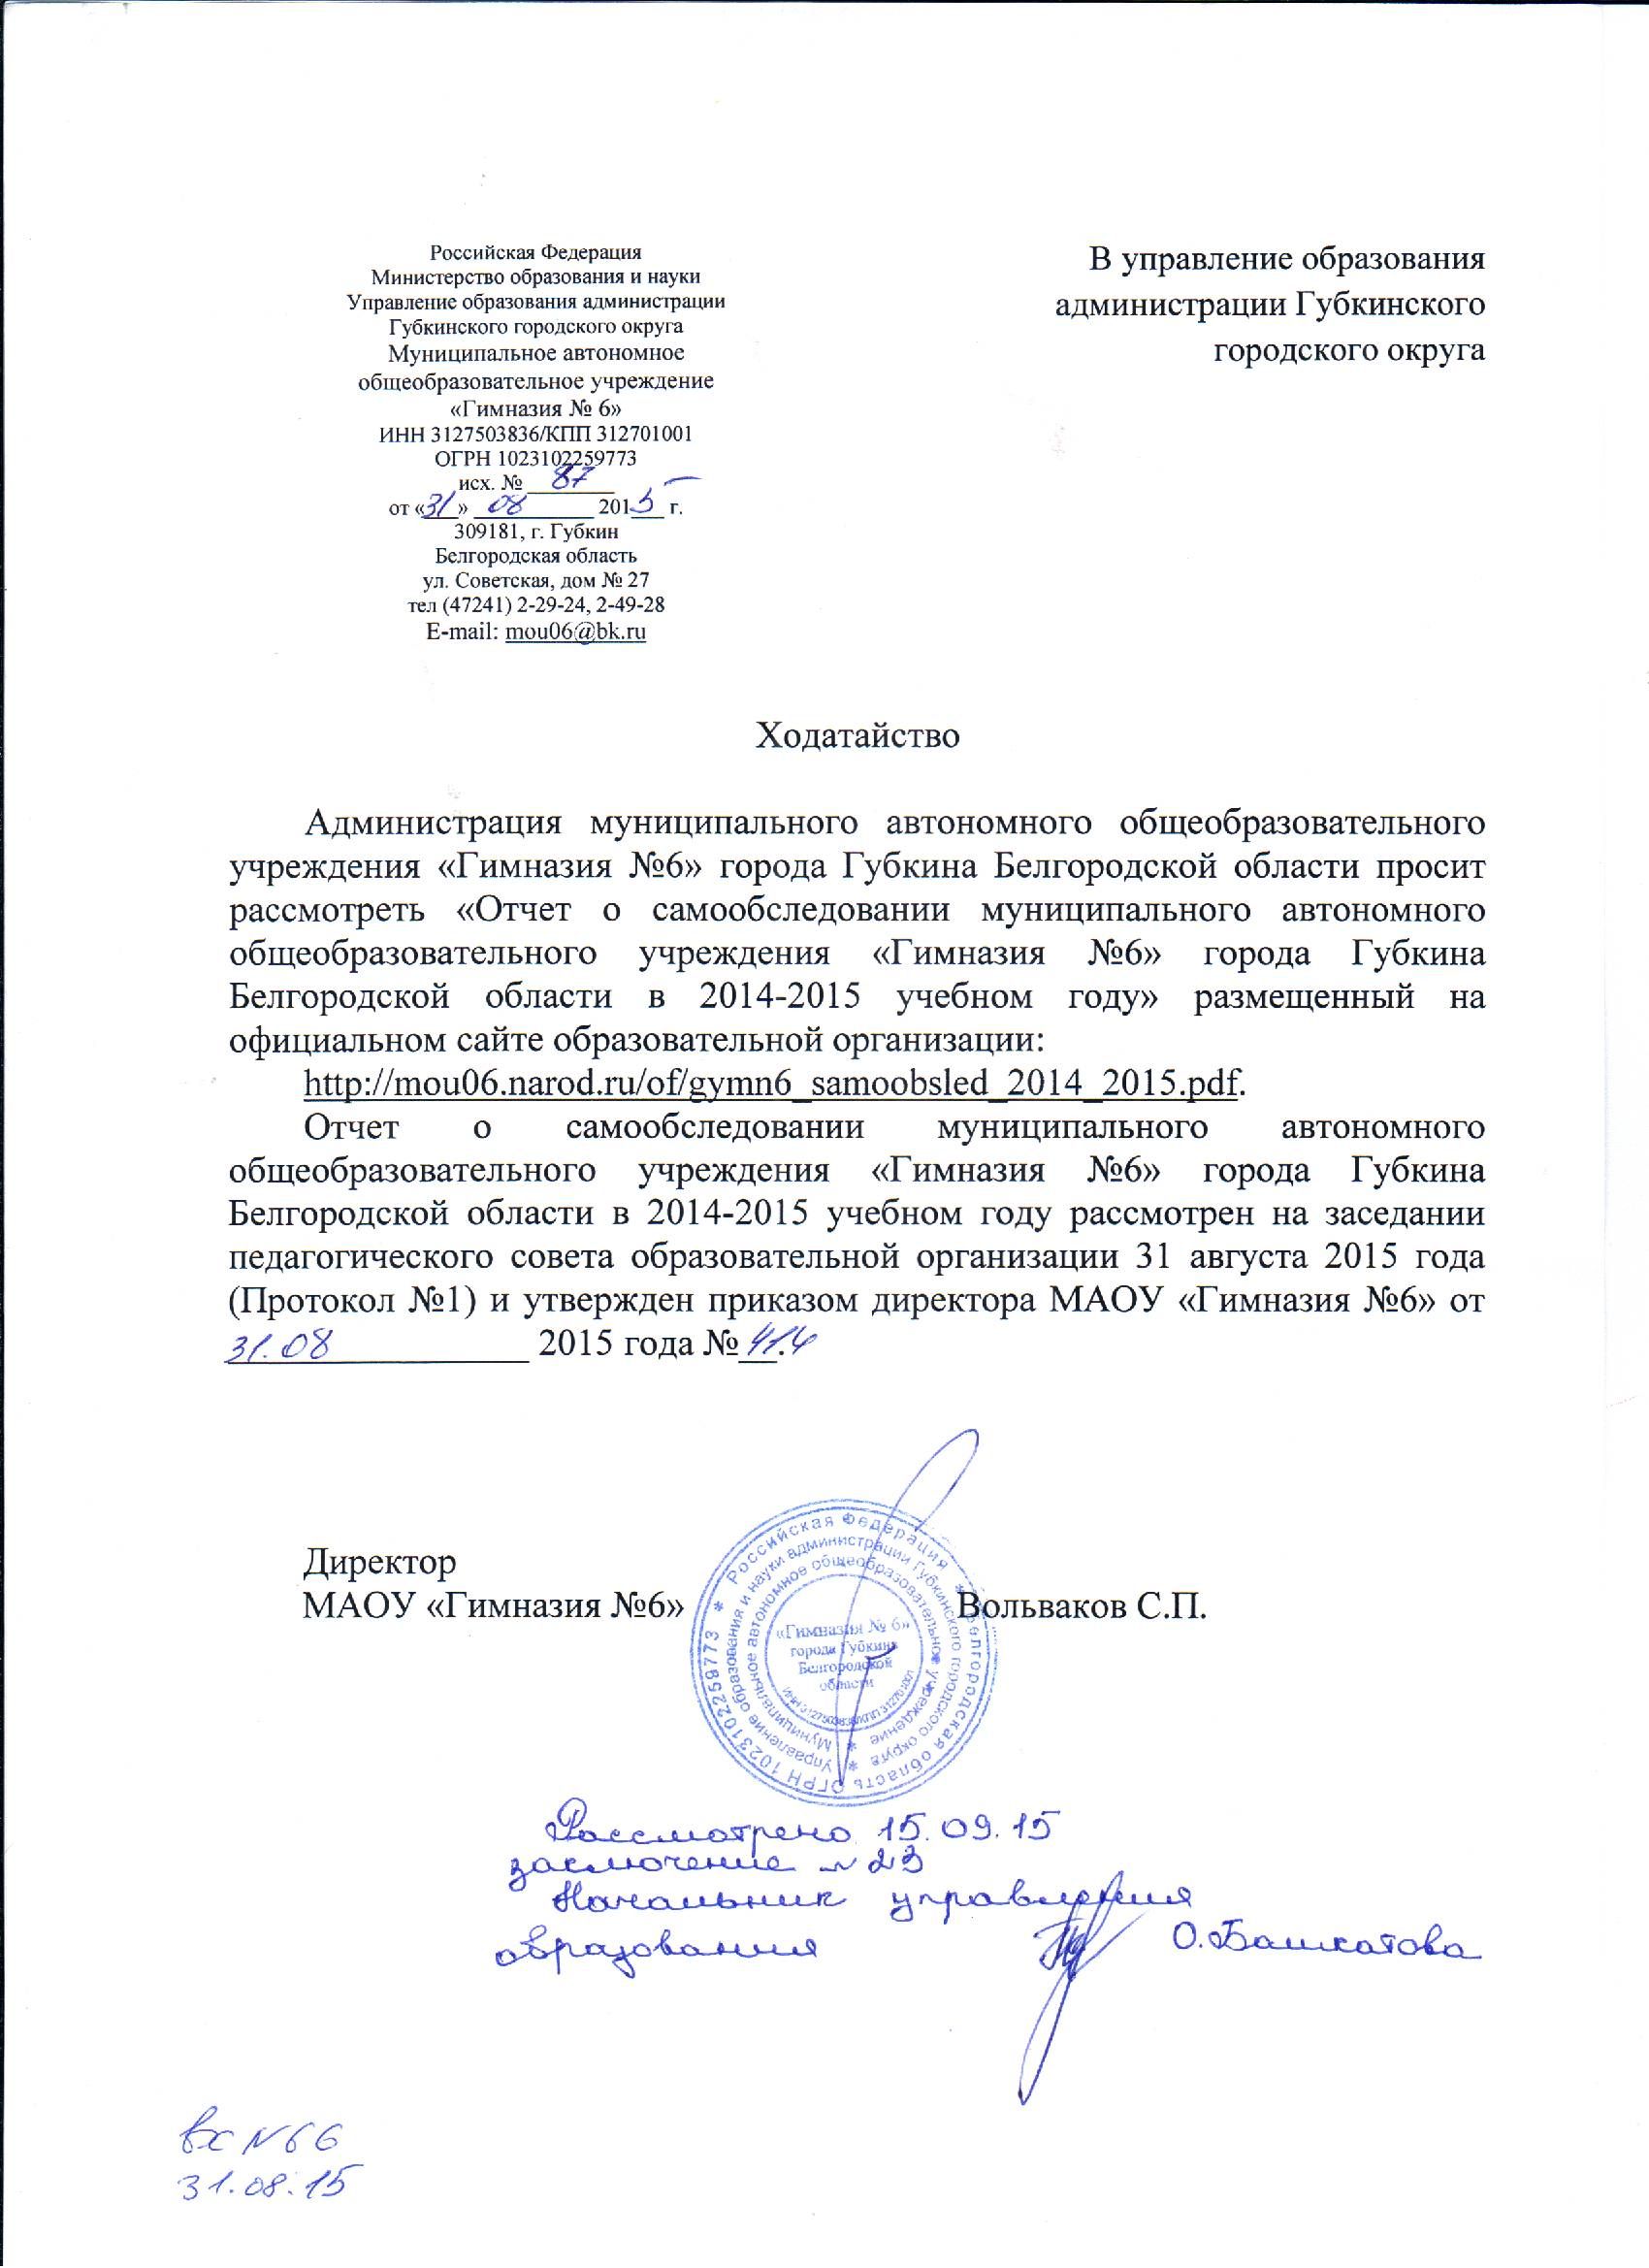 Российская Федерация
Министерство образования и науки
Управление образования администрации
Губкинского городского округа
Муниципальное автономное
общеобразовательное учреждение
«Гимназия № 6»
ИНН 3127503836/КПП 312701001
ОГРН 1023102259773
исх. № 87
от «31» 08 2015 г.
309181, г. Губкин
Белгородская область
ул. Советская, дом № 27
тел (47241) 2-29-24, 2-49-28
E-mail: mou06@bk.ru
В управление образования
администрации Губкинского
городского округа
Ходатайство
Администрация муниципального автономного общеобразовательного
учреждения «Гимназия №6» города Губкина Белгородской области просит
рассмотреть «Отчет о самообследовании муниципального автономного
общеобразовательного учреждения «Гимназия №6» города Губкина
Белгородской области в 2014-2015 учебном году» размещенный на
официальном сайте образовательной организации:
http://mou06.narod.ru/of/gymn6_samoobsled_2014_2015.pdf.
Отчет о самообследовании муниципального автономного
общеобразовательного учреждения «Гимназия №6» города Губкина
Белгородской области в 2014-2015 учебном году рассмотрен на заседании
педагогического совета образовательной организации 31 августа 2015 года
(Протокол №1) и утвержден приказом директора МАОУ «Гимназия №6» от
31.08 2015 года №414.
Директор
МАОУ «Гимназия №6» Вольваков С.П.
Российская Федерация * Белгородская область ОГРН 1023102259773 *
Управление образования и науки администрации Губкинского городского округа *
Муниципальное автономное общеобразовательное учреждение *
«Гимназия № 6»
города Губкина
Белгородской
области
ИНН 3127503836/КПП 312701001
Рассмотрено 15.09.15
заключение №23
Начальник управления
образования О.Башкатова
вх №66
31.08.15